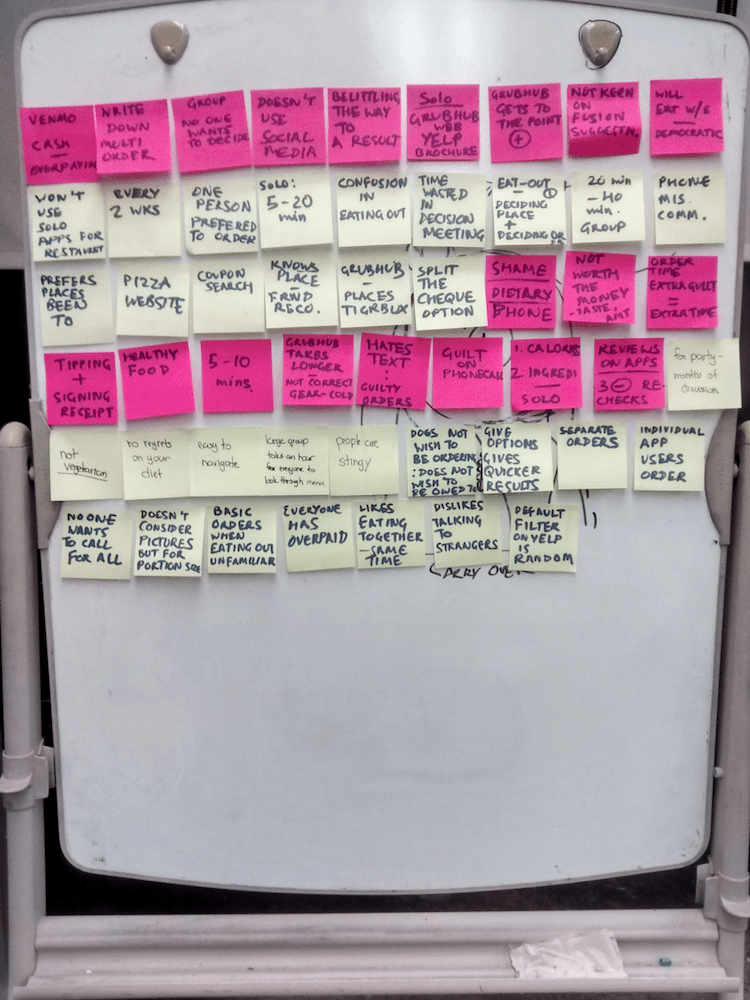 VENMO
CASH
—
OVERPAYING
WRITE
DOWN
MULTI
ORDER
GROUP
NO ONE
WANTS
TO DECIDE
DOESN'T
USE
SOCIAL
MEDIA
BELITTLING
THE WAY
TO
A RESULT
SOLO
GRUBHUB
WEB
YELP
BROCHURE
GRUBHUB
GETS TO
THE POINT
+
NOT KEEN
ON
FUSION
SUGGESTN.
WILL
EAT W/E
—
DEMOCRATIC
WON'T
USE
SOLO
APPS FOR
RESTAURNT
EVERY
2 WKS
ONE
PERSON
PREFERRED
TO ORDER
SOLO:
5-20
min
CONFUSION
IN
EATING OUT
TIME
WASTED IN
DECISION
MEETING
EAT-OUT
—
DECIDING
PLACE
+
DECIDING
20 min
- 40
min.
GROUP
PHONE
MIS.
COMM.
PREFERS
PLACES
BEEN
TO
PIZZA
WEBSITE
COUPON
SEARCH
KNOWS
PLACE
-
FRND
RECO.
GRUBHUB
—
PLACES
SPLIT
THE
CHEQUE
OPTION
SHAME
—
DIETARY
PHONE
NOT
WORTH
THE
MONEY
-TASTE, AMT
ORDER
TIME
EXTRA GUILT
=
EXTRA TIME
TIPPING
+
SIGNING
RECEIPT
HEALTHY
FOOD
5-10
mins.
GRUBHUB
TAKES
LONGER
—
NOT CORRECT
GEAR-COLD
HATES
TEXT
:
GUILTY
ORDERS
GUILT
ON
PHONECALL
1. CALORIES
2 INGREDI
—
SOLO
REVIEWS
ON APPS
3 - RE-
CHECKS
for party-
months of
discussion
not
vegetarian
no regrets
on your
diet
easy to
navigate
large group
takes an hour
for everyone to
look through menu
people are
stingy
DOES NOT
WISH TO
BE ORDERING
: DOES NOT
WISH TO
BE OWED TO
GIVE
OPTIONS
GIVES
QUICKER
RESULTS
SEPARATE
ORDERS
INDIVIDUAL
APP
USERS
ORDER
NO ONE
WANTS
TO CALL
FOR ALL
DOESN'T
CONSIDER
PICTURES
BUT FOR
PORTION SIZE
BASIC
ORDERS
WHEN
EATING OUT
UNFAMILIAR
EVERYONE
HAS
OVERPAID
LIKES
EATING
TOGETHER
-SAME
TIME
DISLIKES
TALKING
TO
STRANGERS
DEFAULT
FILTER
ON YELP
IS
RANDOM
CARRY OVER